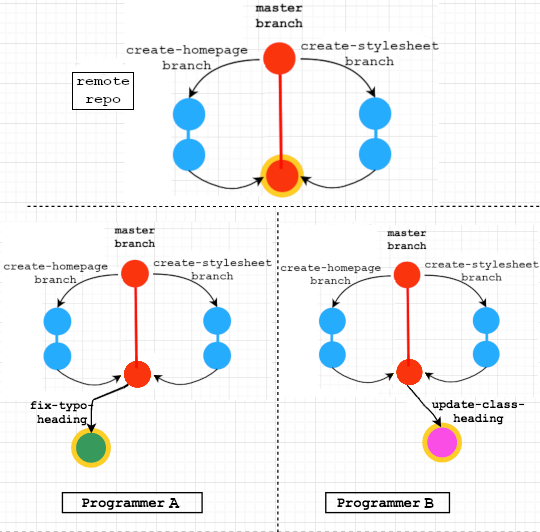 master
branch
create-homepage
branch
create-stylesheet
branch
remote
repo
master
branch
create-homepage
branch
create-stylesheet
branch
fix-typo-
heading
Programmer A
master
branch
create-homepage
branch
create-stylesheet
branch
update-class-
heading
Programmer B